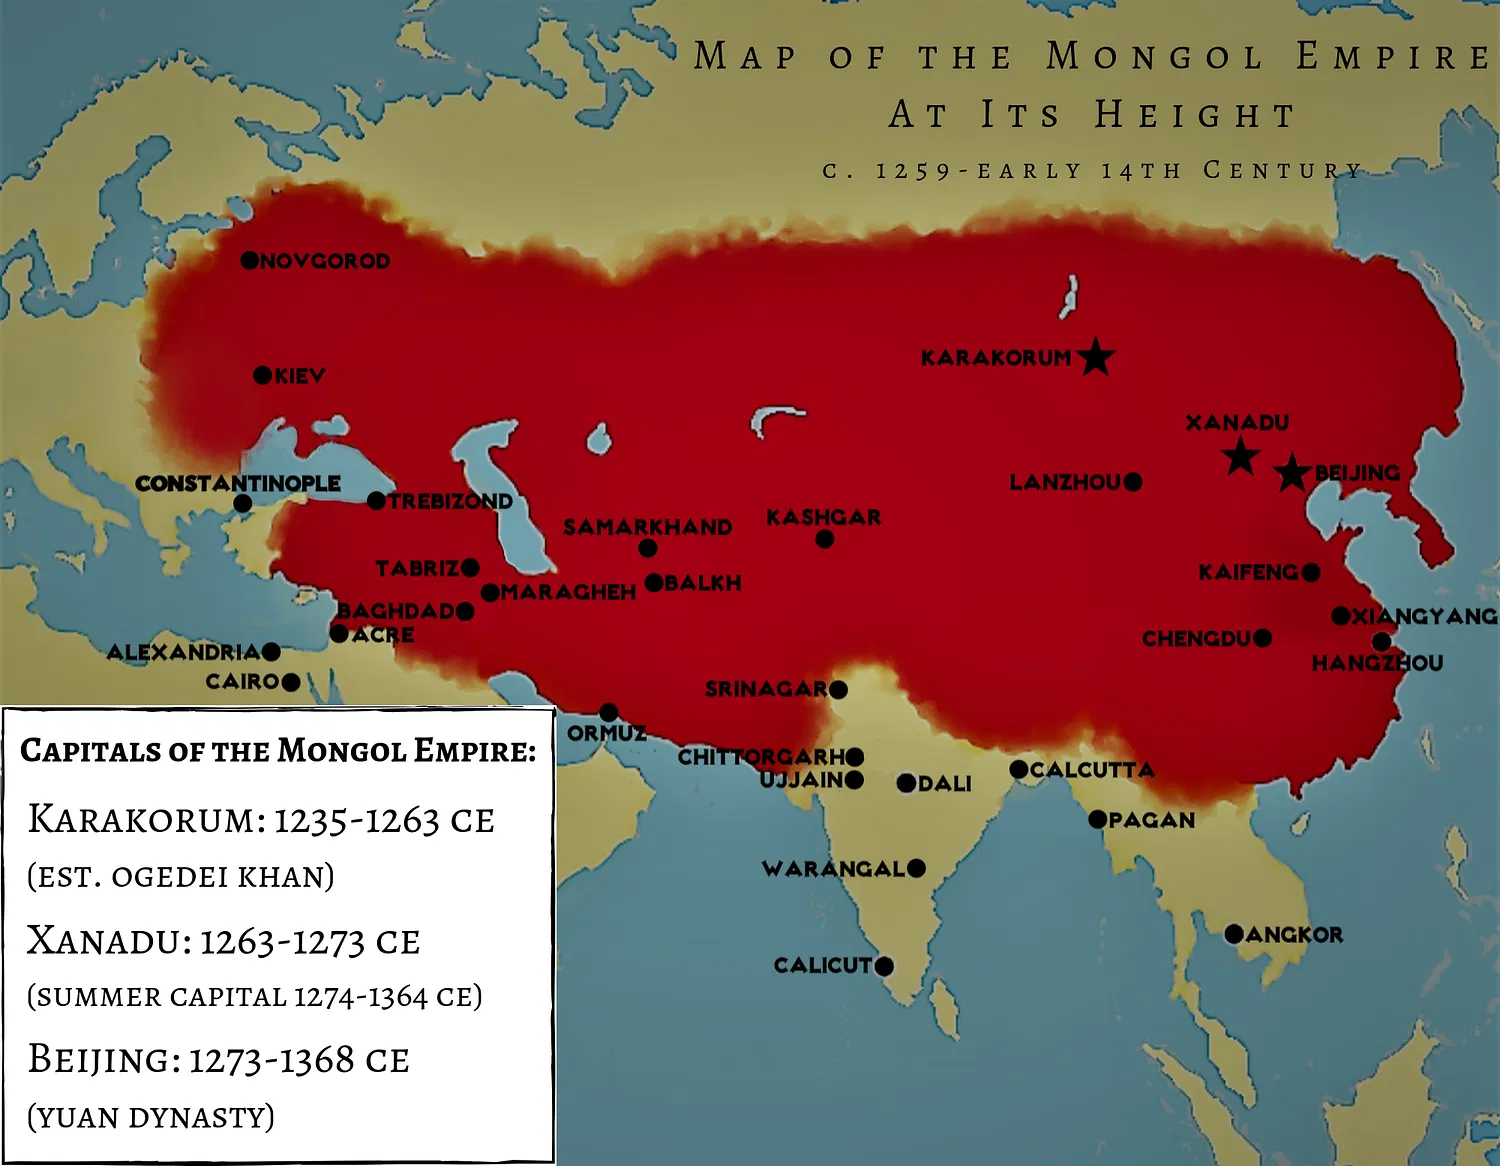 Map of the Mongol Empire
At Its Height
c. 1259-early 14th Century
NOVGOROD
KIEV
KARAKORUM
XANADU
BEIJING
LANZHOU
CONSTANTINOPLE
TREBIZOND
SAMARKHAND
KASHGAR
TABRIZ
MARAGHEH
BALKH
KAIFENG
BAGHDAD
ACRE
XIANGYANG
CHENGDU
HANGZHOU
ALEXANDRIA
CAIRO
SRINAGAR
ORMUZ
CHITTORGARH
UJJAIN
DALI
CALCUTTA
PAGAN
WARANGAL
ANGKOR
CALICUT
Capitals of the Mongol Empire:
Karakorum: 1235-1263 CE
(est. Ogedei Khan)
Xanadu: 1263-1273 CE
(summer capital 1274-1364 CE)
Beijing: 1273-1368 CE
(Yuan Dynasty)